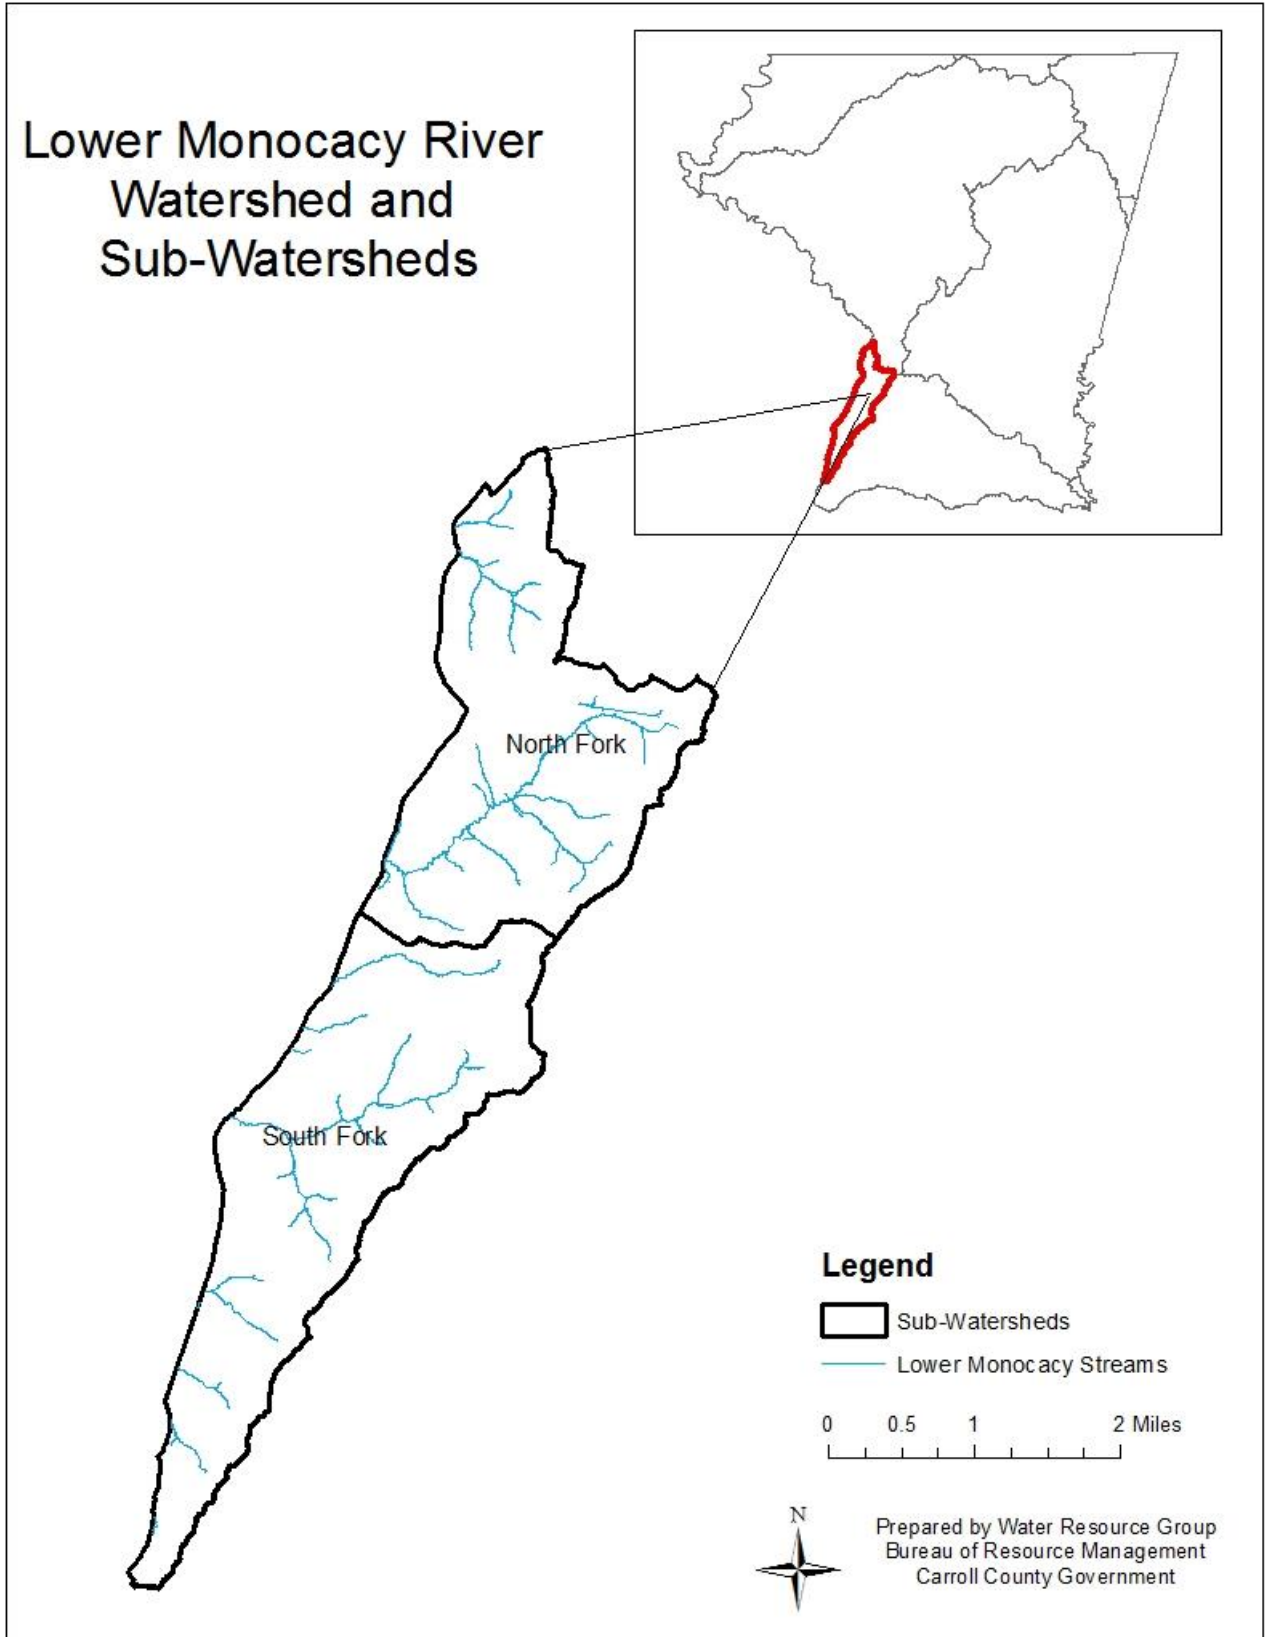 Lower Monocacy River
Watershed and
Sub-Watersheds
North Fork
South Fork
Legend
Sub-Watersheds
Lower Monocacy Streams
0 0.5 1 2 Miles
N
Prepared by Water Resource Group
Bureau of Resource Management
Carroll County Government